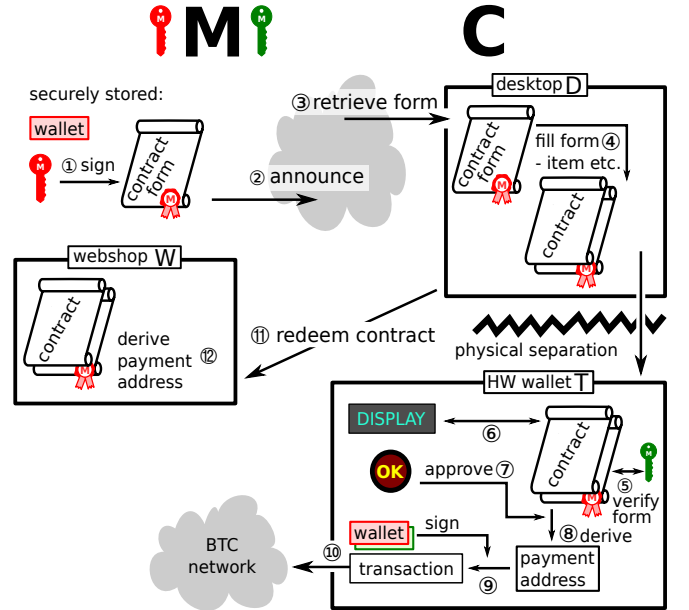 M
M
M
C
securely stored:
wallet
M
① sign
contract
form
M
② announce
③ retrieve form
desktop D
contract
form
M
fill form ④
- item etc.
contract
M
webshop W
contract
M
derive ⑫
payment
address
⑪ redeem contract
physical separation
HW wallet T
DISPLAY
⑥
contract
M
M
⑤
verify
form
OK
approve ⑦
⑧ derive
wallet
sign
payment
address
⑨
transaction
⑩
BTC
network